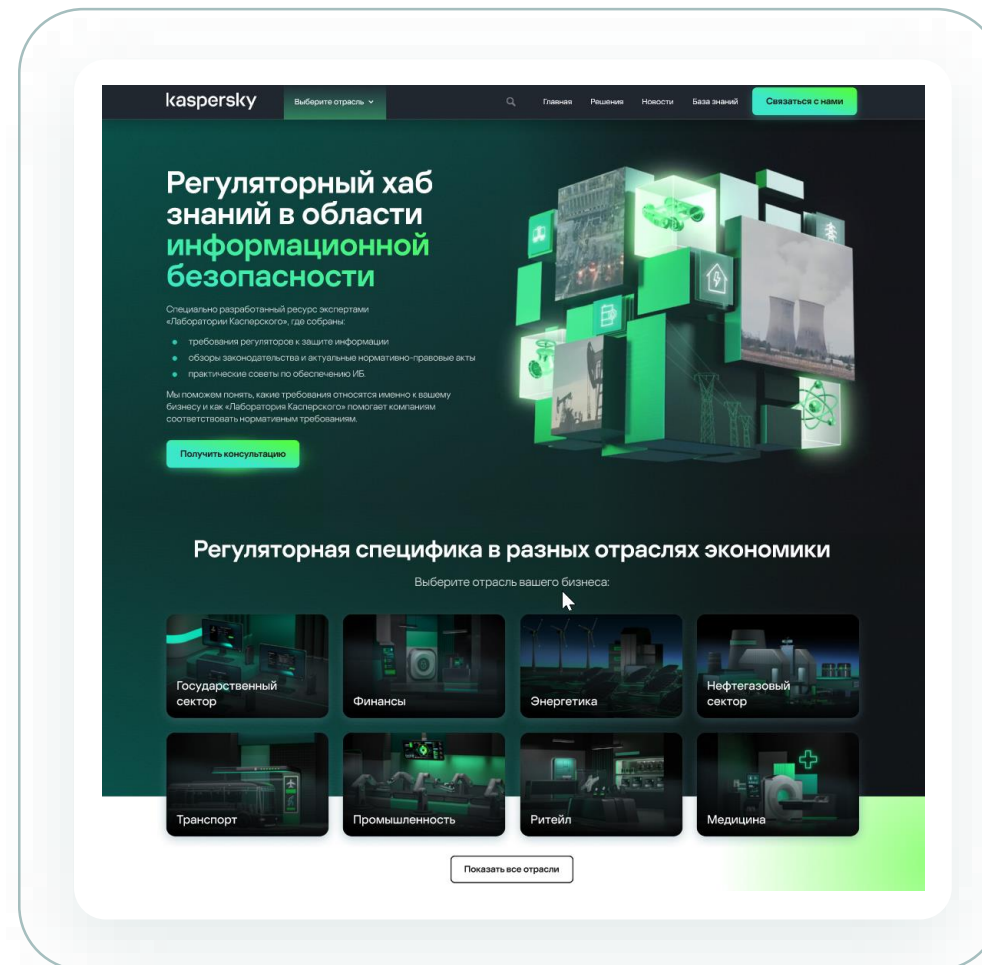 kaspersky
Выберите отрасль
Главная
Решения
Новости
База знаний
Связаться с нами
Регуляторный хаб
знаний в области
информационной
безопасности
Специально разработанный ресурс экспертами
«Лаборатории Касперского», где собраны:
требования регуляторов к защите информации
обзоры законодательства и актуальные нормативно-правовые акты
практические советы по обеспечению ИБ.
Мы поможем понять, какие требования относятся именно к вашему
бизнесу и как «Лаборатория Касперского» помогает компаниям
соответствовать нормативным требованиям.
Получить консультацию
Регуляторная специфика в разных отраслях экономики
Выберите отрасль вашего бизнеса:
Государственный
сектор
Финансы
Энергетика
Нефтегазовый
сектор
Транспорт
Промышленность
Ритейл
Медицина
Показать все отрасли